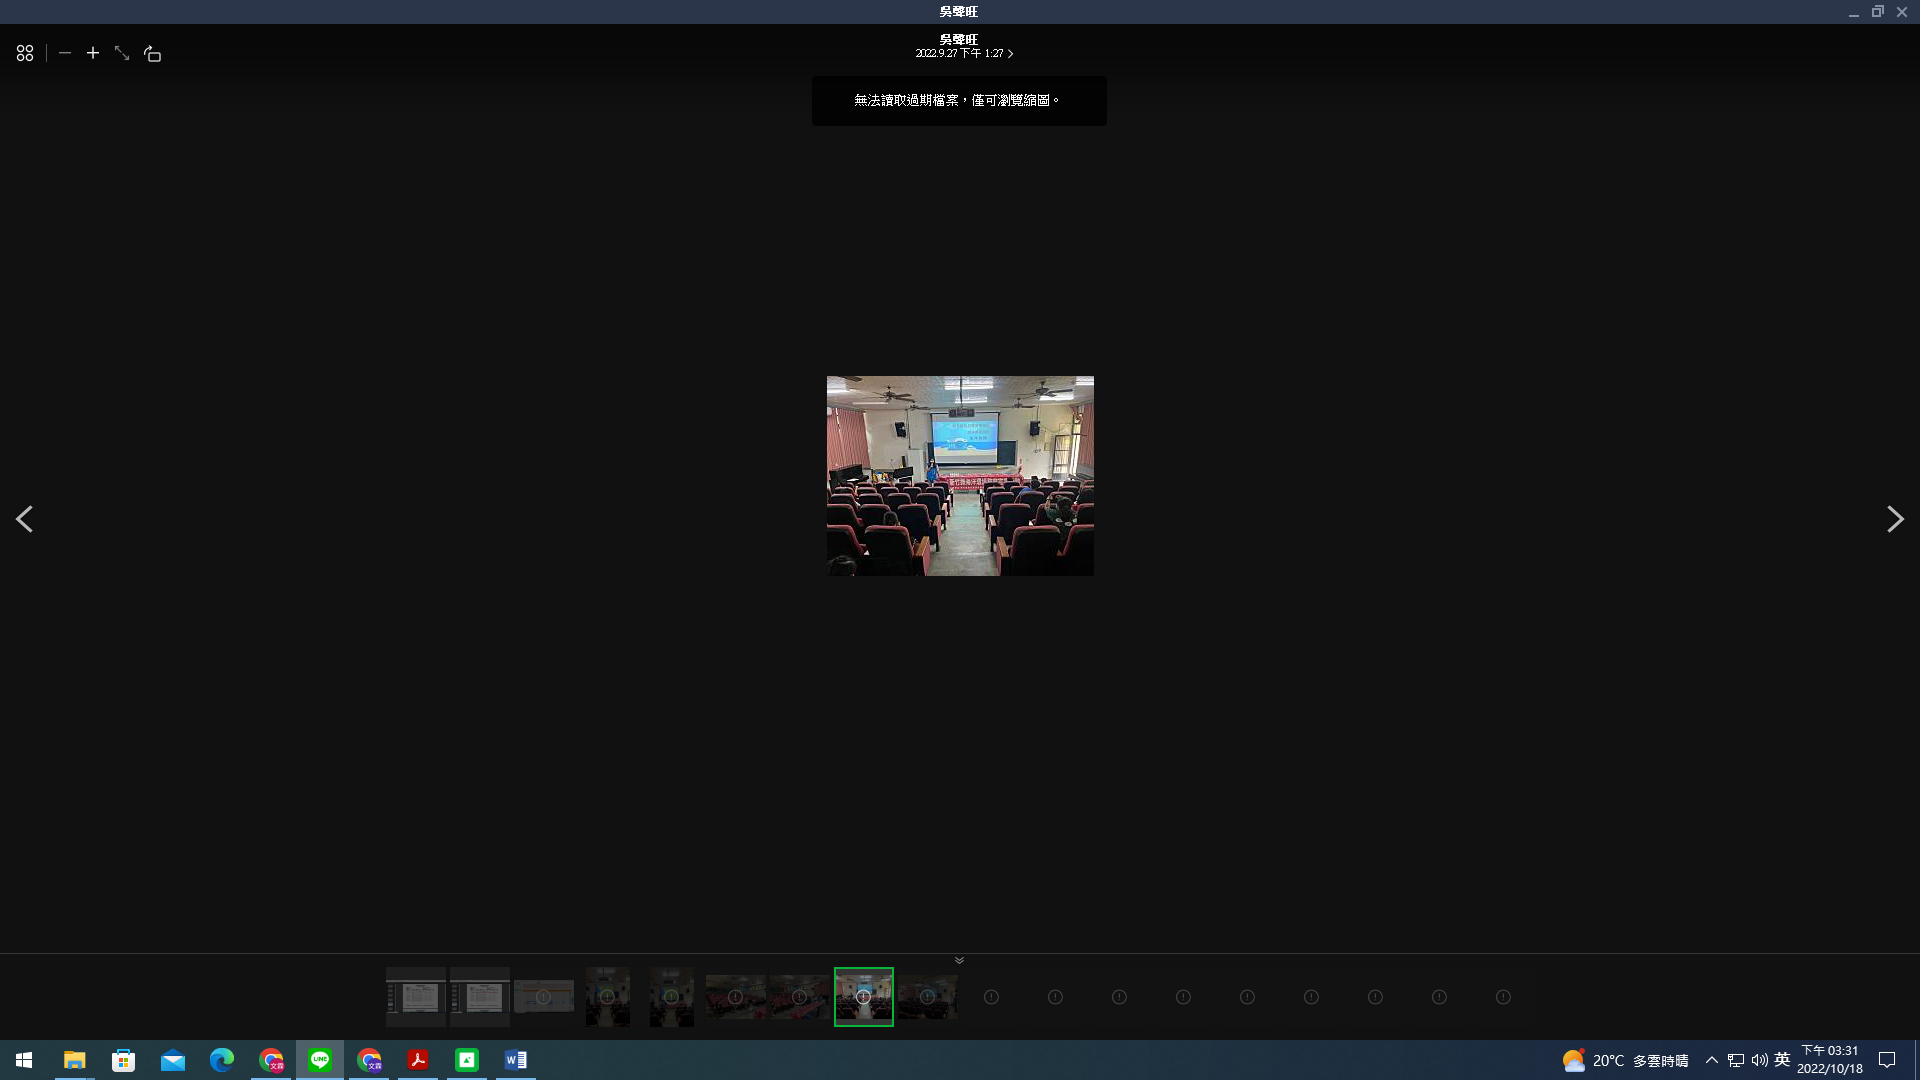 吳聲旺
吳聲旺
2022.9.27 下午 1:27
無法讀取過期檔案，僅可瀏覽縮圖。
20°C 多雲時晴
英
下午 03:31
2022/10/18